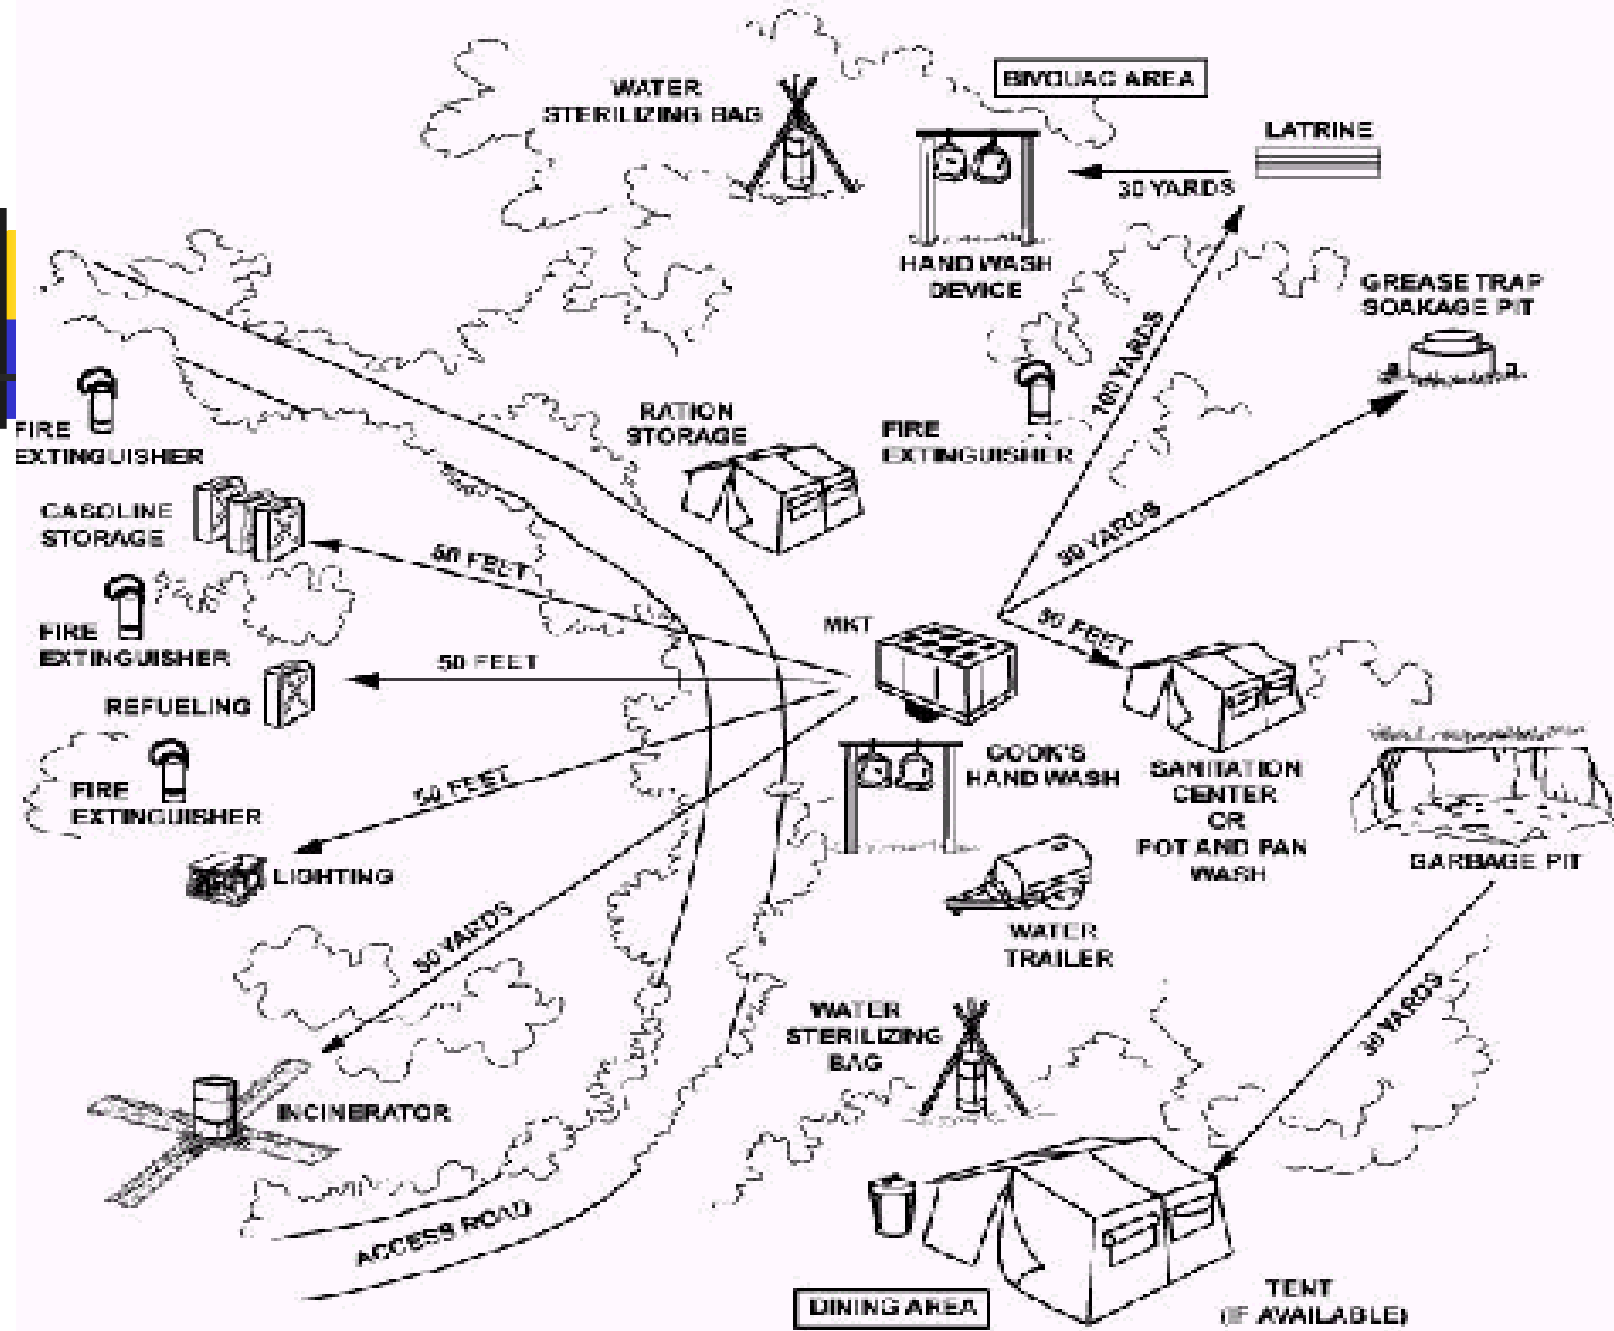 WATER
STERILIZING BAG
BIVOUAC AREA
LATRINE
30 YARDS
HAND WASH
DEVICE
GREASE TRAP
SOAKAGE PIT
100 YARDS
RATION
STORAGE
FIRE
EXTINGUISHER
FIRE
EXTINGUISHER
GASOLINE
STORAGE
50 FEET
30 YARDS
FIRE
EXTINGUISHER
MKT
50 FEET
50 FEET
REFUELING
FIRE
EXTINGUISHER
50 FEET
COOK'S
HAND WASH
SANITATION
CENTER
OR
POT AND PAN
WASH
GARBAGE PIT
LIGHTING
50 YARDS
WATER
TRAILER
WATER
STERILIZING
BAG
30 YARDS
INCINERATOR
ACCESS ROAD
DINING AREA
TENT
(IF AVAILABLE)